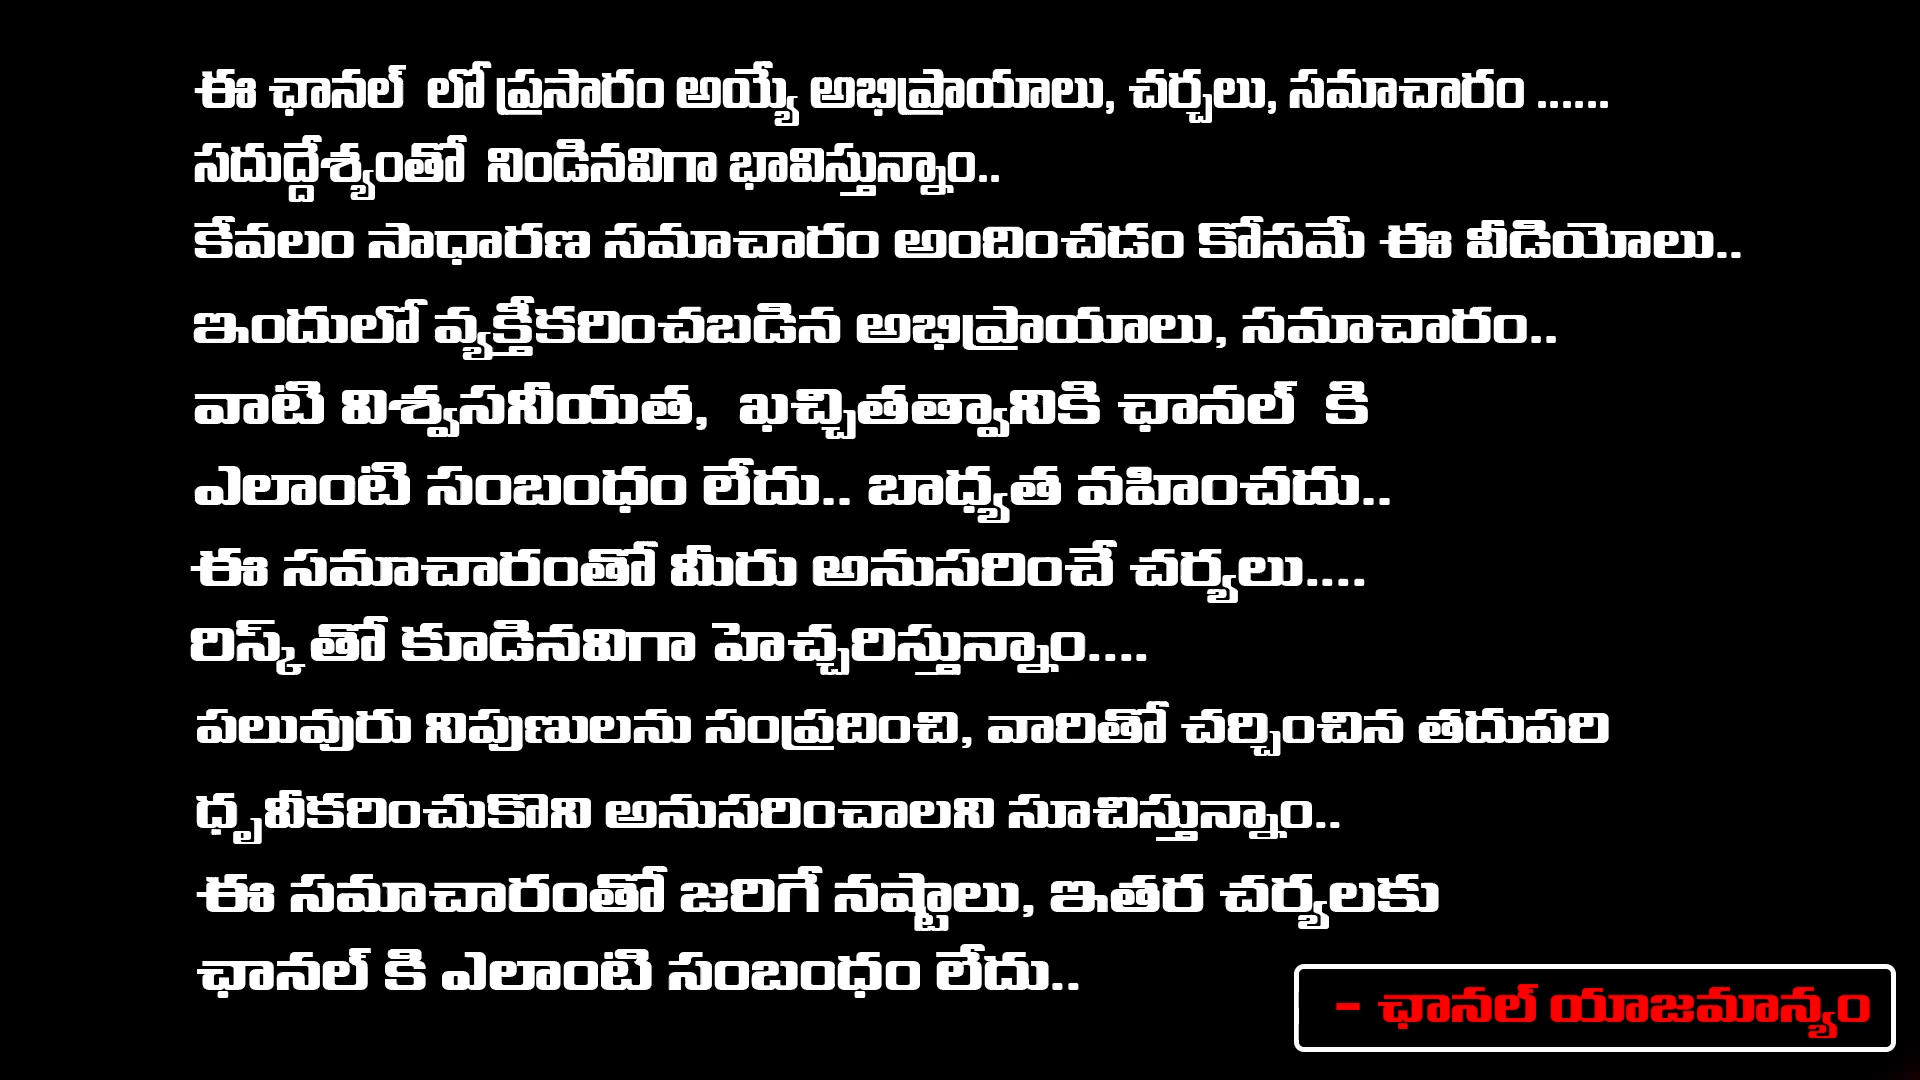 ఈ ఛానల్ లో ప్రసారం అయ్యే అభిప్రాయాలు, చర్చలు, సమాచారం ......
సదుద్దేశ్యంతో నిండినవిగా భావిస్తున్నాం..
కేవలం సాధారణ సమాచారం అందించడం కోసమే ఈ వీడియోలు..
ఇందులో వ్యక్తీకరించబడిన అభిప్రాయాలు, సమాచారం..
వాటి విశ్వసనీయత, ఖచ్చితత్వానికి ఛానల్ కి
ఎలాంటి సంబంధం లేదు.. బాధ్యత వహించదు..
ఈ సమాచారంతో మీరు అనుసరించే చర్యలు....
రిస్క్ తో కూడినవిగా హెచ్చరిస్తున్నాం....
పలువురు నిపుణులను సంప్రదించి, వారితో చర్చించిన తదుపరి
ధృవీకరించుకొని అనుసరించాలని సూచిస్తున్నాం..
ఈ సమాచారంతో జరిగే నష్టాలు, ఇతర చర్యలకు
ఛానల్ కి ఎలాంటి సంబంధం లేదు..
- ఛానల్ యాజమాన్యం